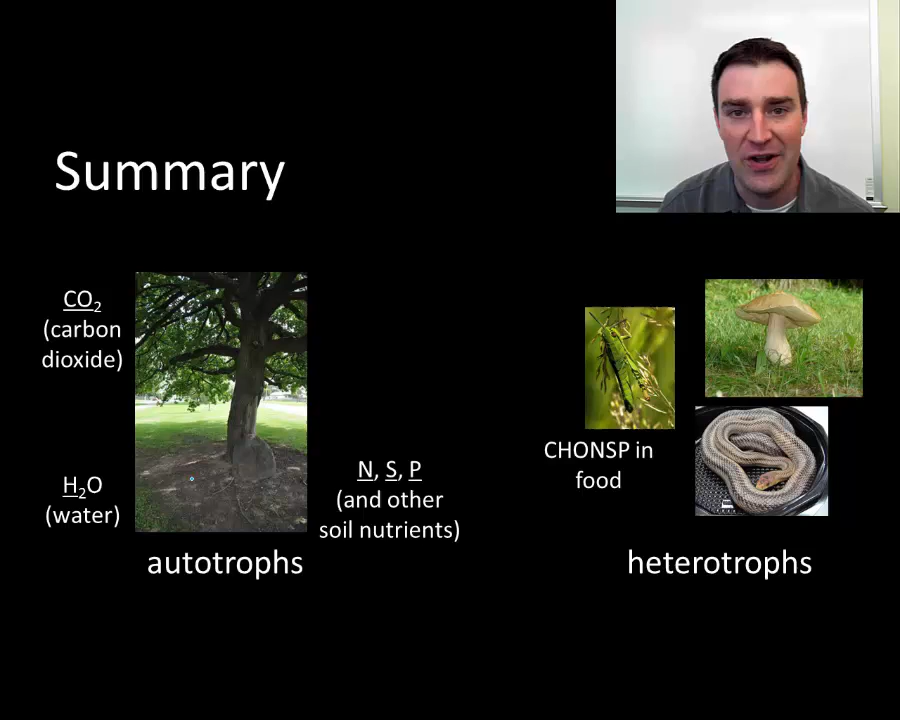 Summary
CO₂
(carbon
dioxide)
H₂O
(water)
N, S, P
(and other
soil nutrients)
autotrophs
CHONSP in
food
heterotrophs